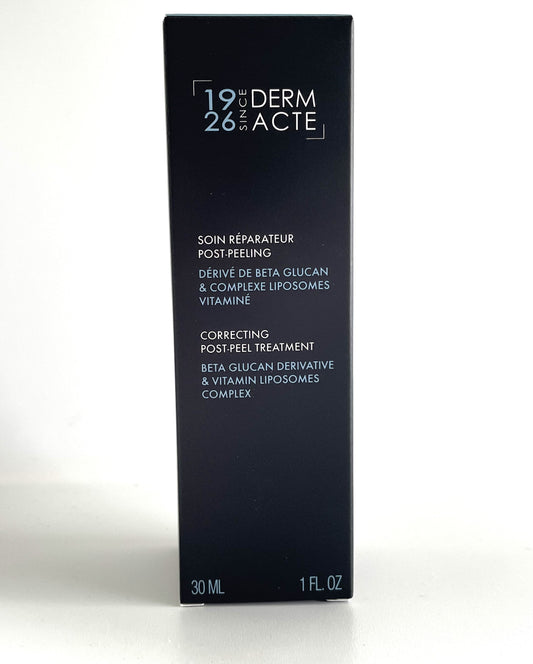 19 SINCE DERM
26 ACTE
SOIN RÉPARATEUR
POST-PEELING
DÉRIVÉ DE BETA GLUCAN
& COMPLEXE LIPOSOMES
VITAMINÉ
CORRECTING
POST-PEEL TREATMENT
BETA GLUCAN DERIVATIVE
& VITAMIN LIPOSOMES
COMPLEX
30 ML 1 FL. OZ